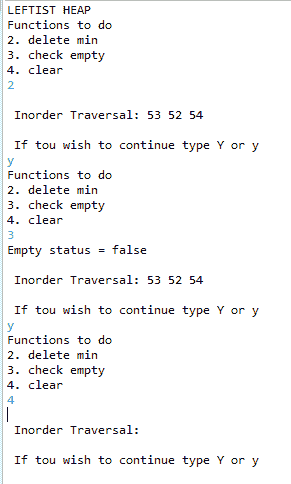 LEFTIST HEAP
Functions to do
2. delete min
3. check empty
4. clear
2
Inorder Traversal: 53 52 54
If tou wish to continue type Y or y
y
Functions to do
2. delete min
3. check empty
4. clear
3
Empty status = false
Inorder Traversal: 53 52 54
If tou wish to continue type Y or y
y
Functions to do
2. delete min
3. check empty
4. clear
4
Inorder Traversal:
If tou wish to continue type Y or y